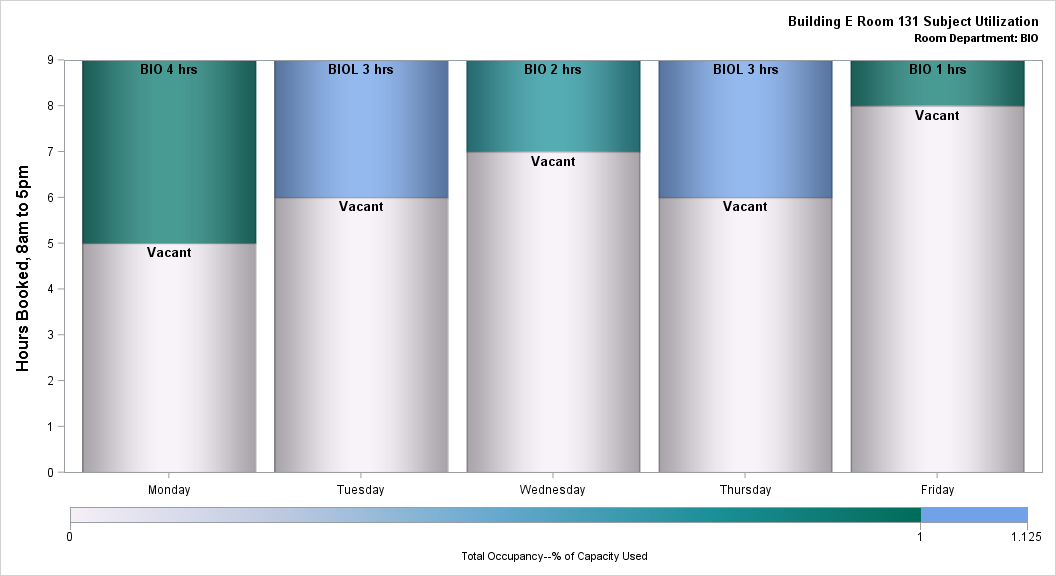 Building E Room 131 Subject Utilization
Room Department: BIO
Hours Booked, 8am to 5pm
9
8
7
6
5
4
3
2
1
0
BIO 4 hrs
BIOL 3 hrs
BIO 2 hrs
BIOL 3 hrs
BIO 1 hrs
Vacant
Vacant
Vacant
Vacant
Vacant
Monday
Tuesday
Wednesday
Thursday
Friday
0
1
1.125
Total Occupancy--% of Capacity Used